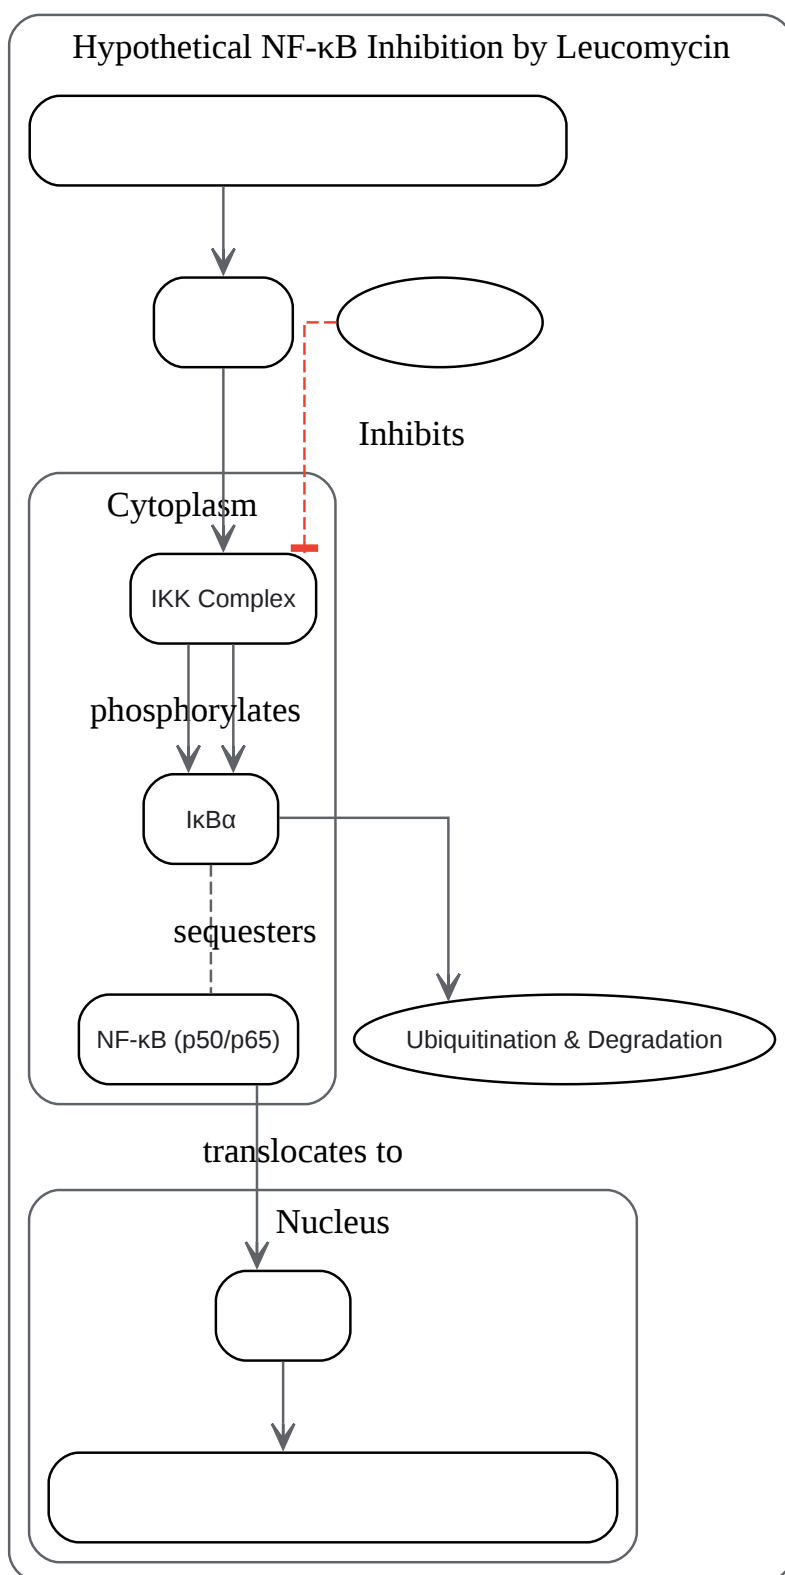 Hypothetical NF-κB Inhibition by Leucomycin
Inhibits
Cytoplasm
IKK Complex
phosphorylates
IκBα
sequesters
NF-κB (p50/p65)
Ubiquitination & Degradation
translocates to
Nucleus